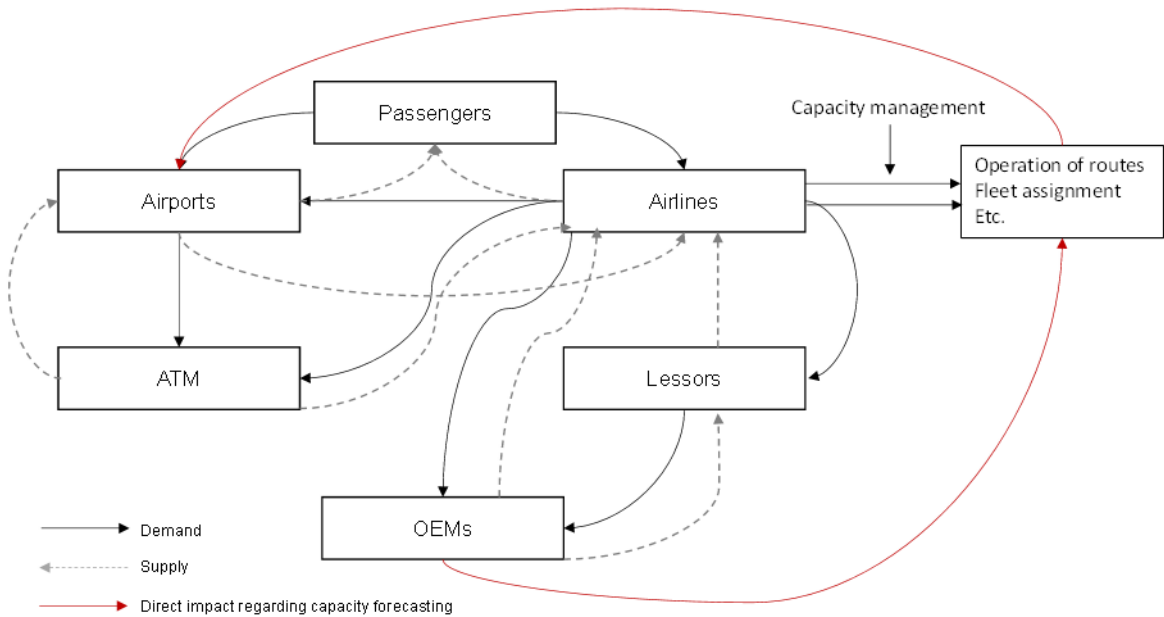 Passengers
Capacity management
Airports
Airlines
Operation of routes
Fleet assignment
Etc.
ATM
Lessors
OEMs
Demand
Supply
Direct impact regarding capacity forecasting